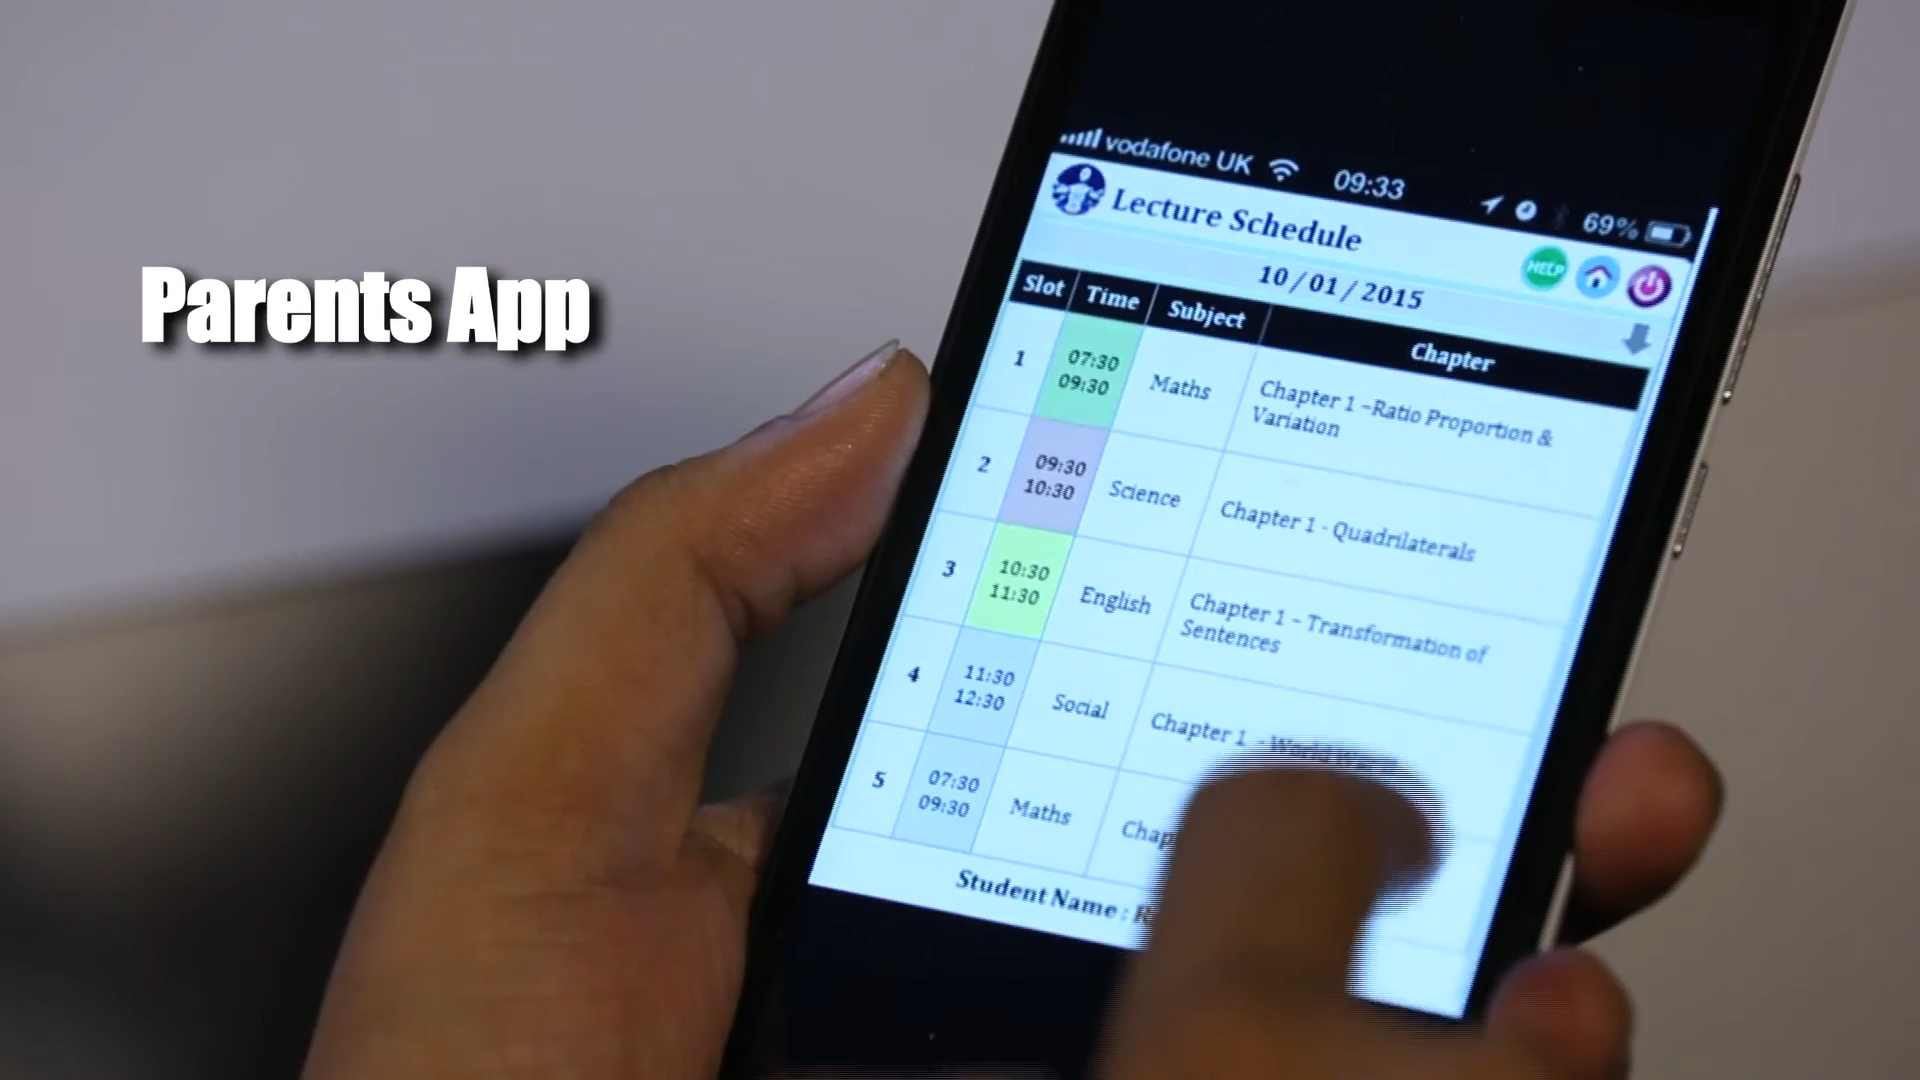 Parents App
vodafone UK 09:33 69%
Lecture Schedule
HELP
10 / 01 / 2015
Slot Time Subject Chapter
1 07:30 09:30 Maths Chapter 1 -Ratio Proportion & Variation
2 09:30 10:30 Science Chapter 1 - Quadrilaterals
3 10:30 11:30 English Chapter 1 - Transformation of Sentences
4 11:30 12:30 Social Chapter 1 - World
5 07:30 09:30 Maths
Student Name :